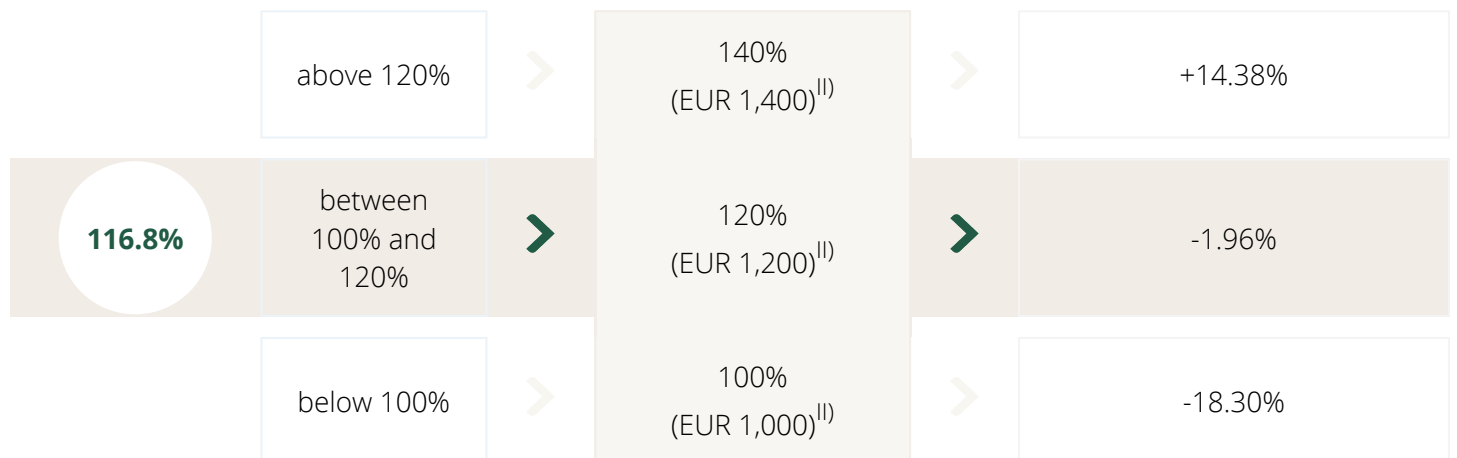 above 120%
140%
(EUR 1,400)II)
+14.38%
116.8%
between
100% and
120%
120%
(EUR 1,200)II)
-1.96%
below 100%
100%
(EUR 1,000)II)
-18.30%